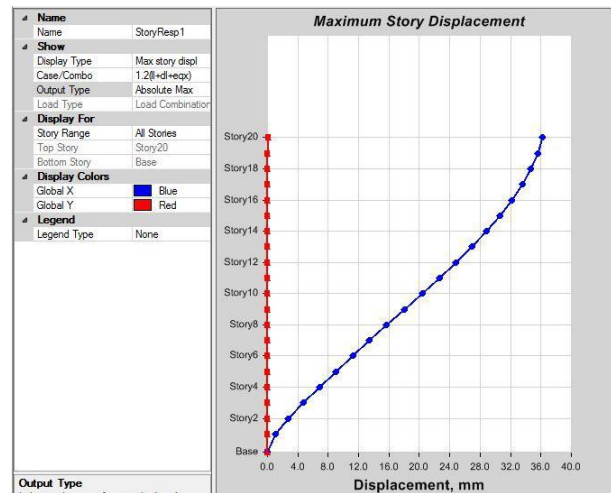 Name
Name StoryResp1
Show
Display Type Max story displ
Case/Combo 1.2(ll+dl+eqx)
Output Type Absolute Max
Load Type Load Combination
Display For
Story Range All Stories
Top Story Story20
Bottom Story Base
Display Colors
Global X Blue
Global Y Red
Legend
Legend Type None
Output Type
Maximum Story Displacement
Story20
Story18
Story16
Story14
Story12
Story10
Story8
Story6
Story4
Story2
Base
0.0 4.0 8.0 12.0 16.0 20.0 24.0 28.0 32.0 36.0 40.0
Displacement, mm